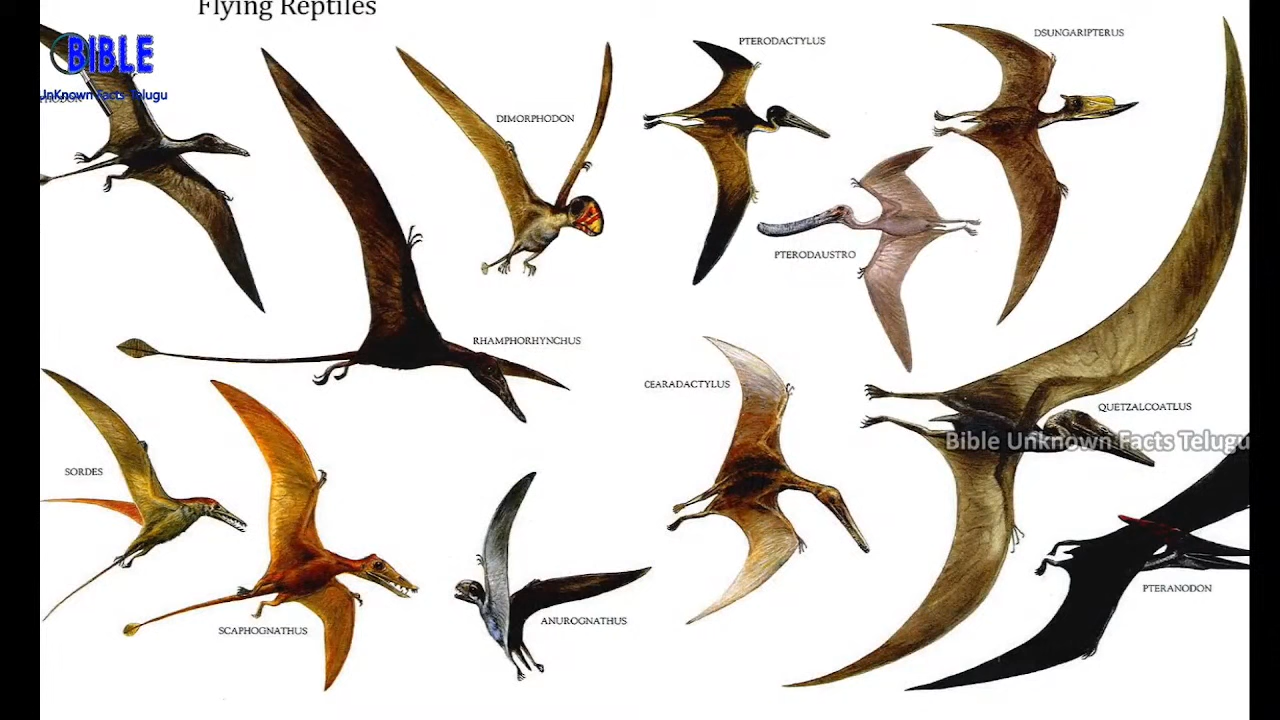 Flying Reptiles
BIBLE
UnKnown Facts Telugu
PTERODACTYLUS
DSUNGARIPTERUS
DIMORPHODON
PTERODAUSTRO
RHAMPHORHYNCHUS
CEARADACTYLUS
QUETZALCOATLUS
Bible Unknown Facts Telugu
SORDES
PTERANODON
SCAPHOGNATHUS
ANUROGNATHUS